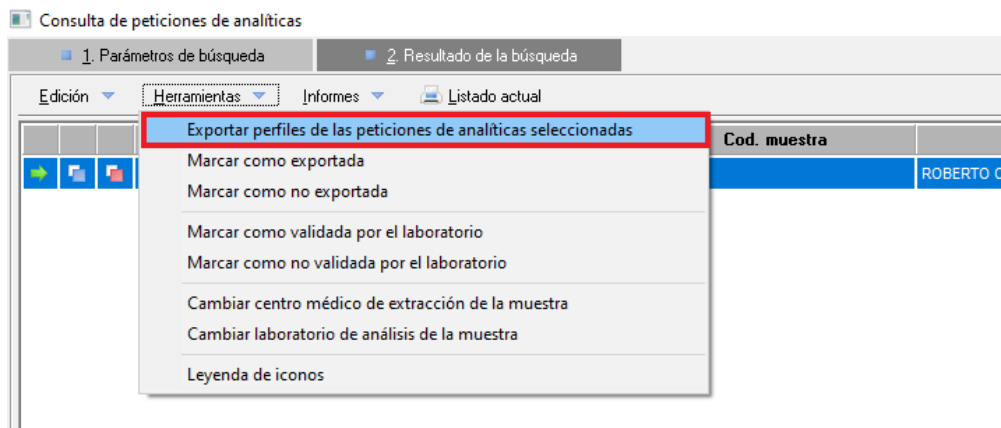 Consulta de peticiones de analíticas
1. Parámetros de búsqueda
2. Resultado de la búsqueda
Edición Herramientas Informes Listado actual
Exportar perfiles de las peticiones de analíticas seleccionadas
Cod. muestra
Marcar como exportada
ROBERTO
Marcar como no exportada
Marcar como validada por el laboratorio
Marcar como no validada por el laboratorio
Cambiar centro médico de extracción de la muestra
Cambiar laboratorio de análisis de la muestra
Leyenda de iconos